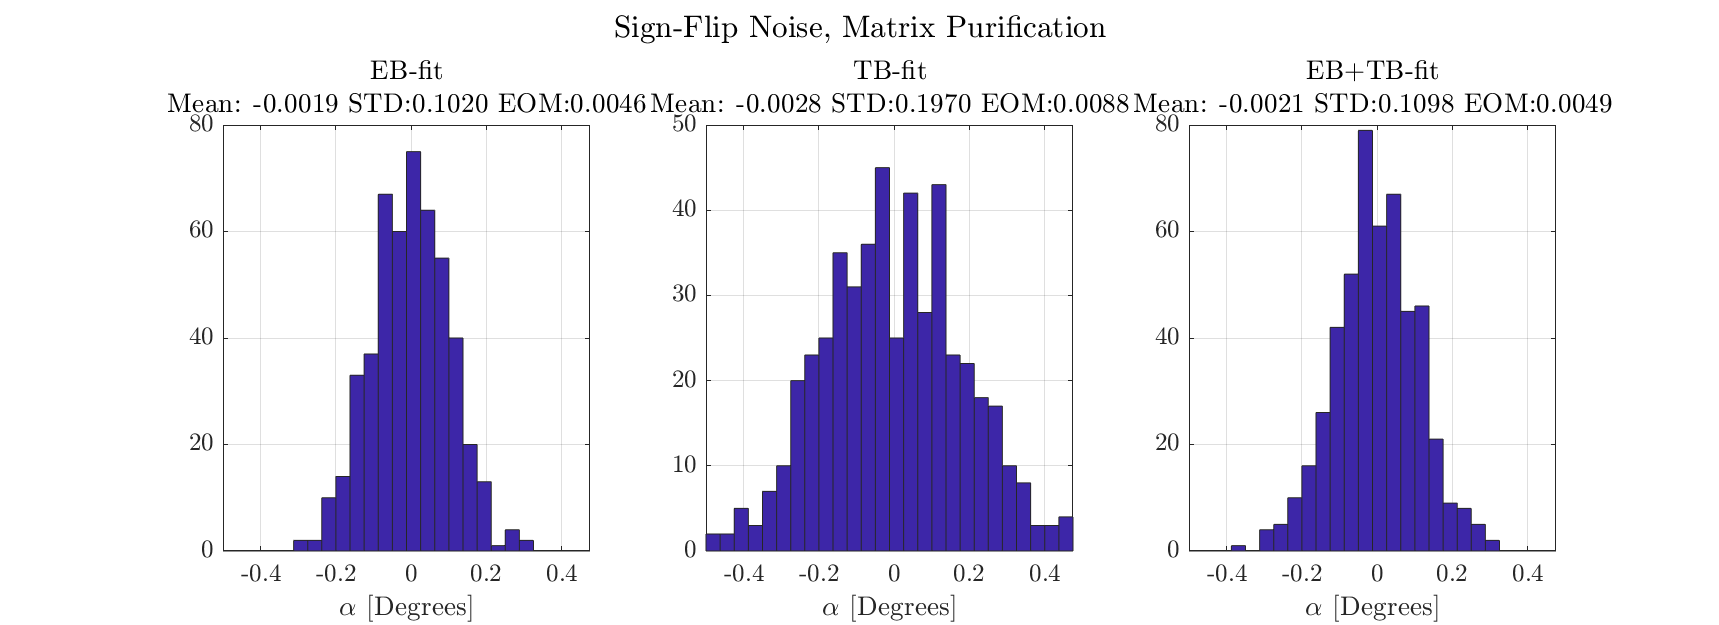 Sign-Flip Noise, Matrix Purification
EB-fit
Mean: -0.0019 STD:0.1020 EOM:0.0046
80
60
40
20
0
-0.4 -0.2 0 0.2 0.4
α [Degrees]
TB-fit
Mean: -0.0028 STD:0.1970 EOM:0.0088
50
40
30
20
10
0
-0.4 -0.2 0 0.2 0.4
α [Degrees]
EB+TB-fit
Mean: -0.0021 STD:0.1098 EOM:0.0049
80
60
40
20
0
-0.4 -0.2 0 0.2 0.4
α [Degrees]